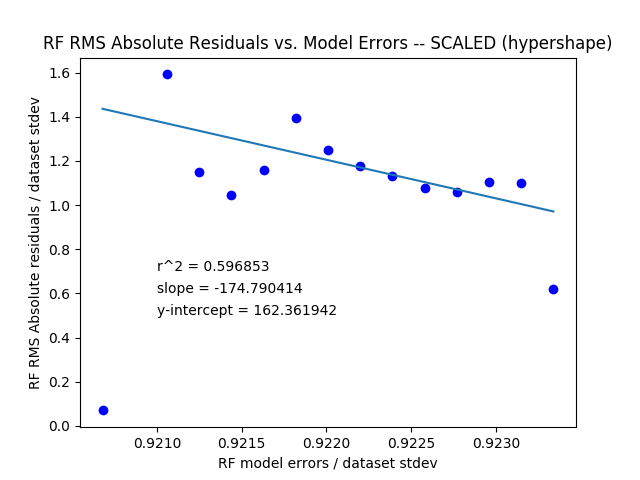 RF RMS Absolute Residuals vs. Model Errors -- SCALED (hypershape)
RF RMS Absolute residuals / dataset stdev
1.6
1.4
1.2
1.0
0.8
0.6
0.4
0.2
0.0
r^2 = 0.596853
slope = -174.790414
y-intercept = 162.361942
0.9210 0.9215 0.9220 0.9225 0.9230
RF model errors / dataset stdev